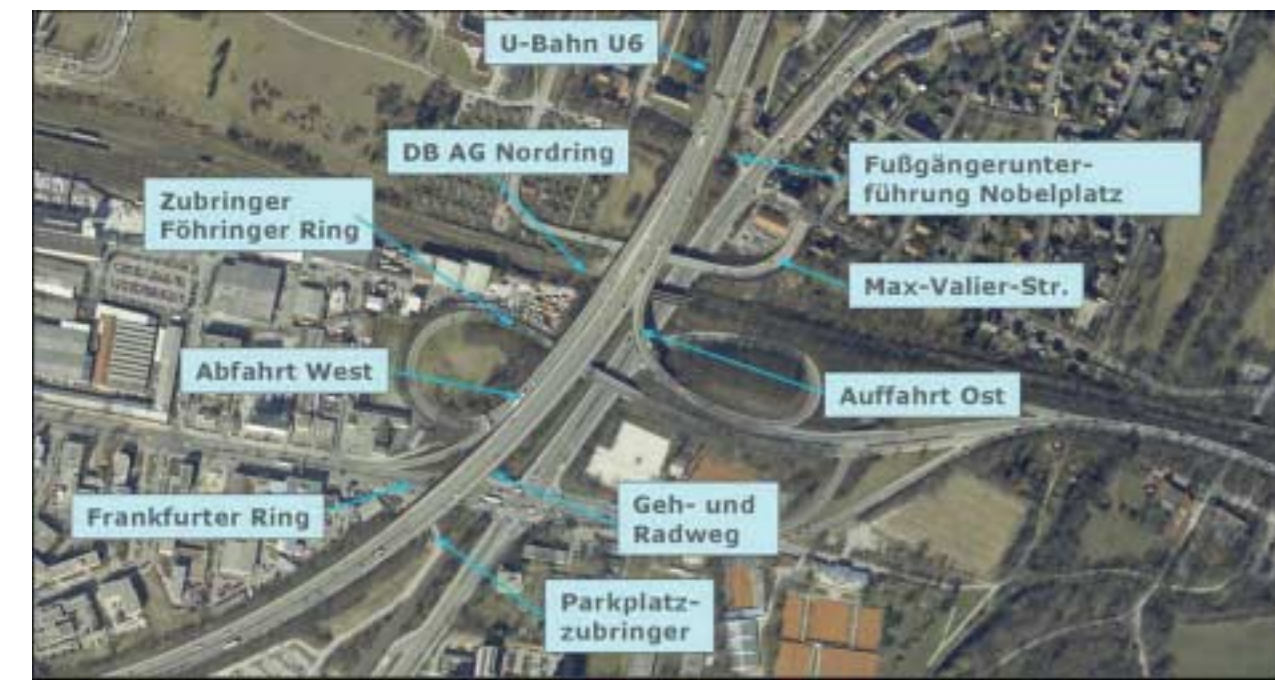 U-Bahn U6
DB AG Nordring
Fußgängerunter-
führung Nobelplatz
Zubringer
Föhringer Ring
Max-Valier-Str.
Abfahrt West
Auffahrt Ost
Frankfurter Ring
Geh- und
Radweg
Parkplatz-
zubringer